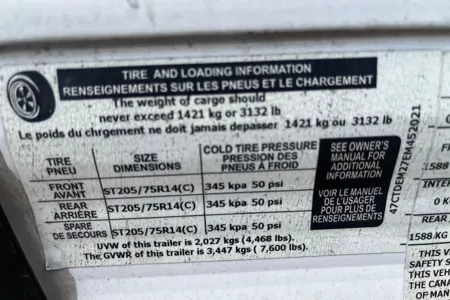 TIRE AND LOADING INFORMATION
RENSEIGNEMENTS SUR LES PNEUS ET LE CHARGEMENT
The weight of cargo should
never exceed 1421 kg or 3132 lb
Le poids du chrgement ne doit jamais depasser 1421 kg ou 3132 lb
TIRE
PNEU
SIZE
DIMENSIONS
COLD TIRE PRESSURE
PRESSION DES
PNEUS À FROID
FRONT
AVANT
ST205/75R14(C)
345 kpa 50 psi
REAR
ARRIÈRE
ST205/75R14(C)
345 kpa 50 psi
SPARE
DE SECOURS
ST205/75R14(C)
345 kpa 50 psi
SEE OWNER'S
MANUAL FOR
ADDITIONAL
INFORMATION
VOIR LE MANUEL
DE L'USAGER
POUR PLUS DE
RENSEIGNEMENTS
UVW of this trailer is 2,027 kgs (4,468 lbs).
The GVWR of this trailer is 3,447 kgs ( 7,600 lbs).
47CTDEM27EM452021
FR
1588
INTER
0 K
REAR
1588 KG
THIS V
SAFETY S
THIS VE
THE CANA
OF MAN